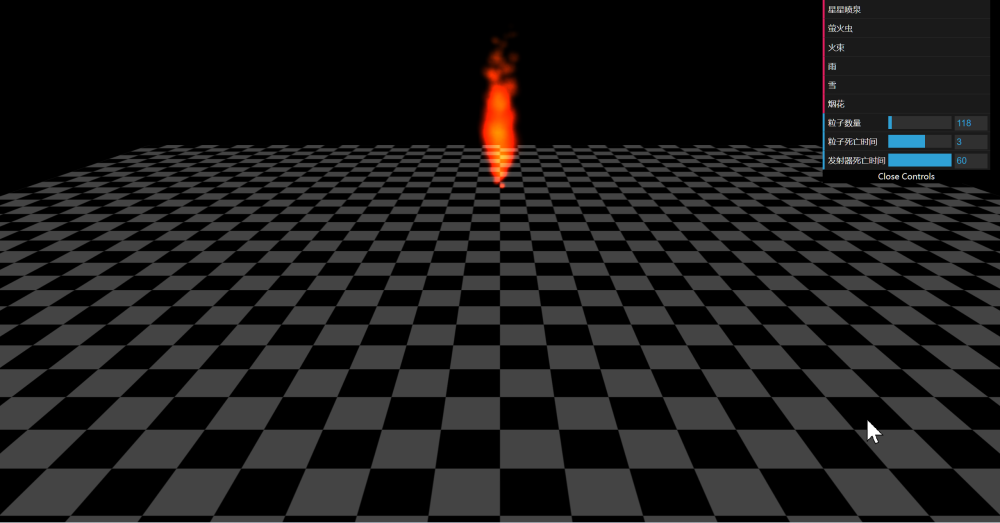 星星喷泉
萤火虫
火束
雨
雪
烟花
粒子数量 118
粒子死亡时间 3
发射器死亡时间 60
Close Controls